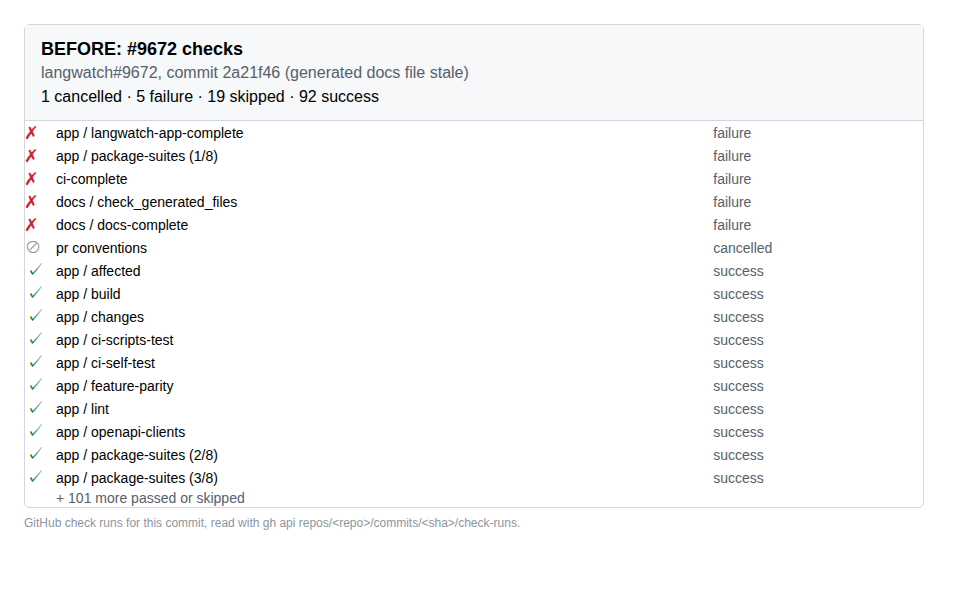 BEFORE: #9672 checks
langwatch#9672, commit 2a21f46 (generated docs file stale)
1 cancelled · 5 failure · 19 skipped · 92 success
✗ app / langwatch-app-complete failure
✗ app / package-suites (1/8) failure
✗ ci-complete failure
✗ docs / check_generated_files failure
✗ docs / docs-complete failure
⊘ pr conventions cancelled
✓ app / affected success
✓ app / build success
✓ app / changes success
✓ app / ci-scripts-test success
✓ app / ci-self-test success
✓ app / feature-parity success
✓ app / lint success
✓ app / openapi-clients success
✓ app / package-suites (2/8) success
✓ app / package-suites (3/8) success
+ 101 more passed or skipped
GitHub check runs for this commit, read with gh api repos/<repo>/commits/<sha>/check-runs.